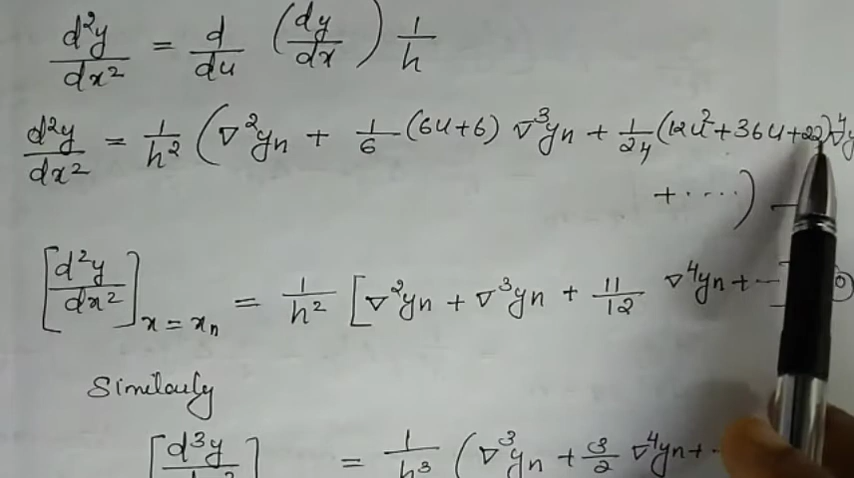 d²y/dx² = d/du (dy/dx) 1/h
d²y/dx² = 1/h² (∇²yn + 1/6 (6u+6) ∇³yn + 1/24 (12u²+36u+22) ∇⁴y
+ ....) –
[d²y/dx²]x=xn = 1/h² [∇²yn + ∇³yn + 11/12 ∇⁴yn + --
Similarly
[d³y = 1/h³ (∇³yn + 3/2 ∇⁴yn + ·